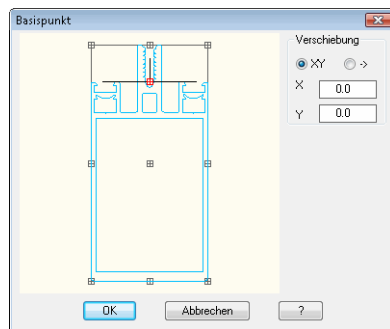 Basispunkt
Verschiebung
XY ->
X 0.0
Y 0.0
OK Abbrechen ?